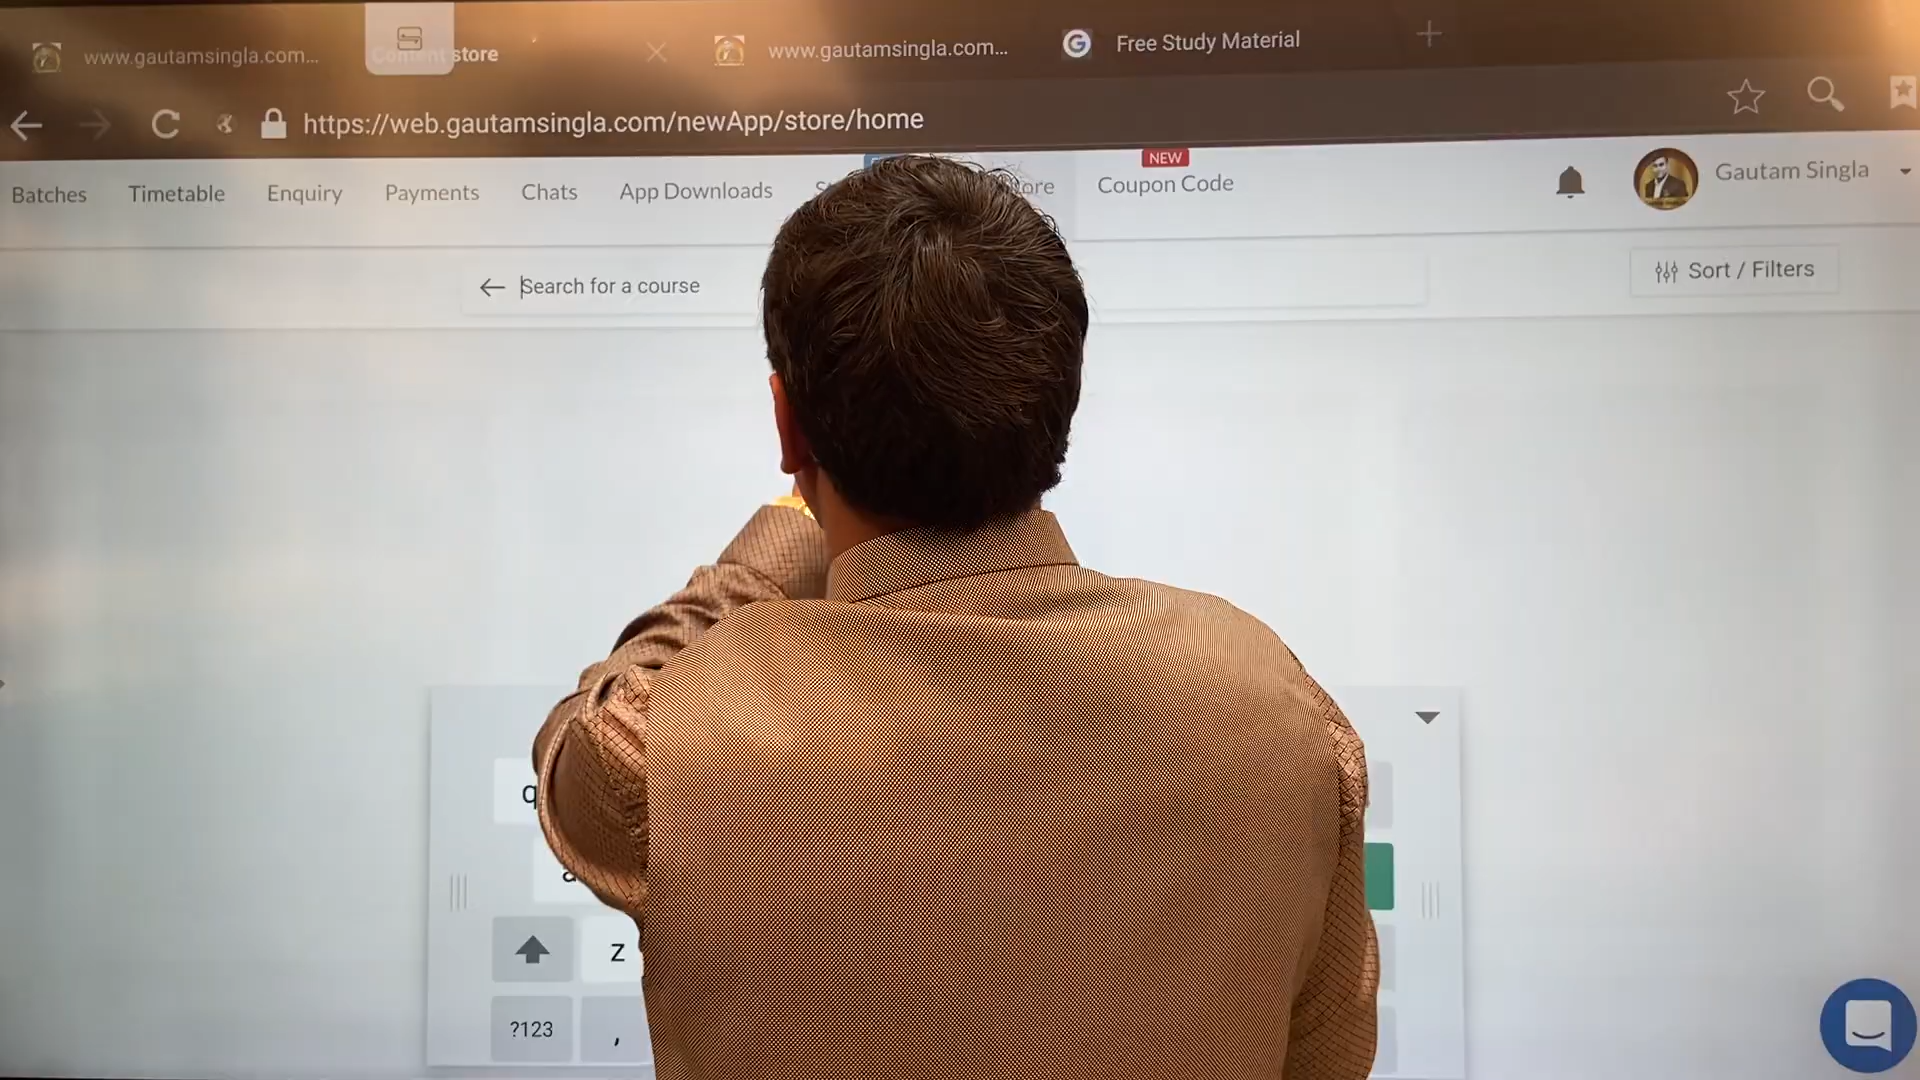 www.gautamsingla.com...
store
www.gautamsingla.com...
G
Free Study Material
https://web.gautamsingla.com/newApp/store/home
Batches
Timetable
Enquiry
Payments
Chats
App Downloads
NEW
Coupon Code
Gautam Singla
Search for a course
Sort / Filters
q
a
z
?123
,